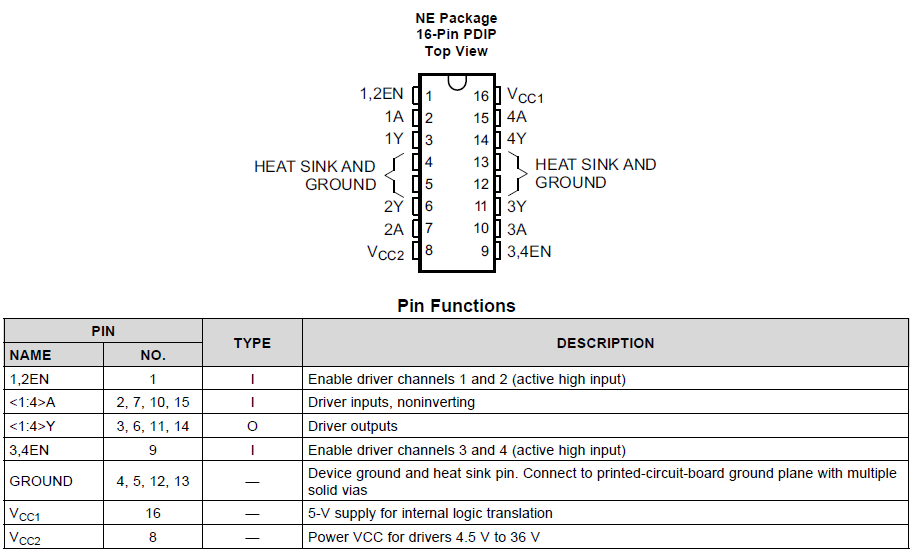 NE Package
16-Pin PDIP
Top View
1,2EN 1 16 VCC1
1A 2 15 4A
1Y 3 14 4Y
HEAT SINK AND 4 13 HEAT SINK AND
GROUND 5 12 GROUND
2Y 6 11 3Y
2A 7 10 3A
VCC2 8 9 3,4EN
Pin Functions
PIN
TYPE DESCRIPTION
NAME NO.
1,2EN 1 I Enable driver channels 1 and 2 (active high input)
<1:4>A 2, 7, 10, 15 I Driver inputs, noninverting
<1:4>Y 3, 6, 11, 14 O Driver outputs
3,4EN 9 I Enable driver channels 3 and 4 (active high input)
GROUND 4, 5, 12, 13 — Device ground and heat sink pin. Connect to printed-circuit-board ground plane with multiple
solid vias
VCC1 16 — 5-V supply for internal logic translation
VCC2 8 — Power VCC for drivers 4.5 V to 36 V